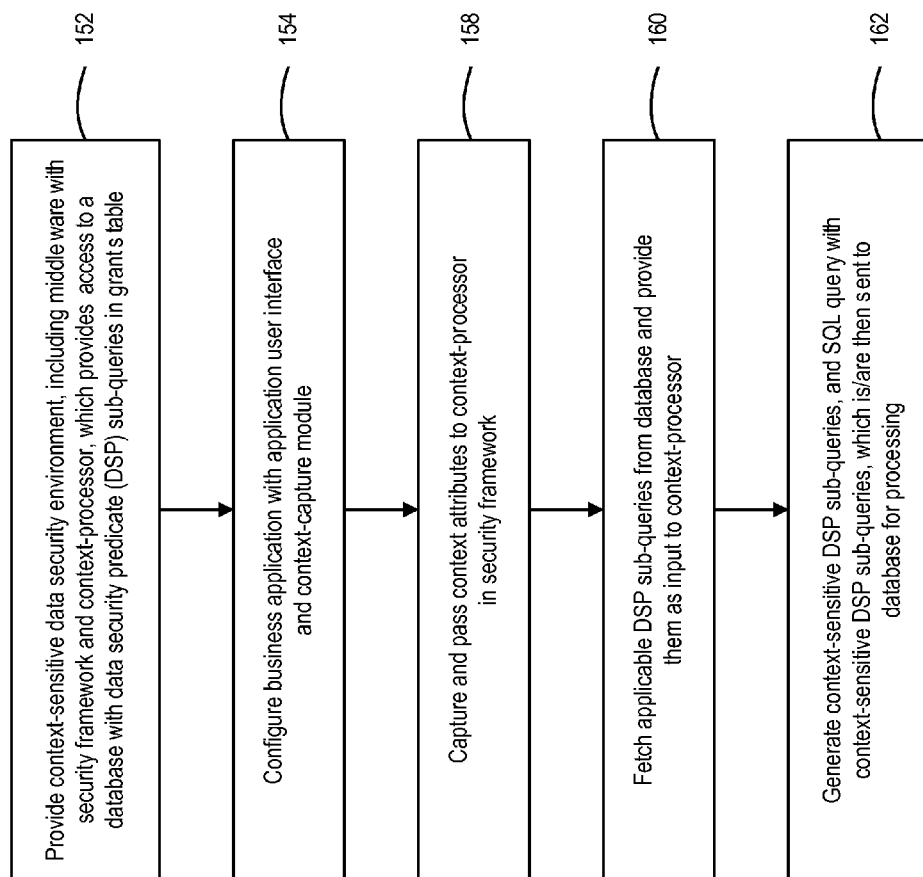 Provide context-sensitive data security environment, including middleware with
security framework and context-processor, which provides access to a
database with data security predicate (DSP) sub-queries in grants table
152
Configure business application with application user interface
and context-capture module
154
Capture and pass context attributes to context-processor
in security framework
158
Fetch applicable DSP sub-queries from database and provide
them as input to context-processor
160
Generate context-sensitive DSP sub-queries, and SQL query with
context-sensitive DSP sub-queries, which is/are then sent to
database for processing
162